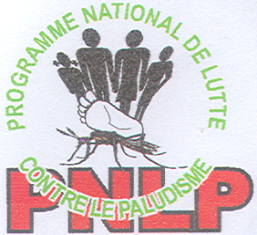 PROGRAMME NATIONAL DE LUTTE
CONTRE LE PALUDISME
PNLP